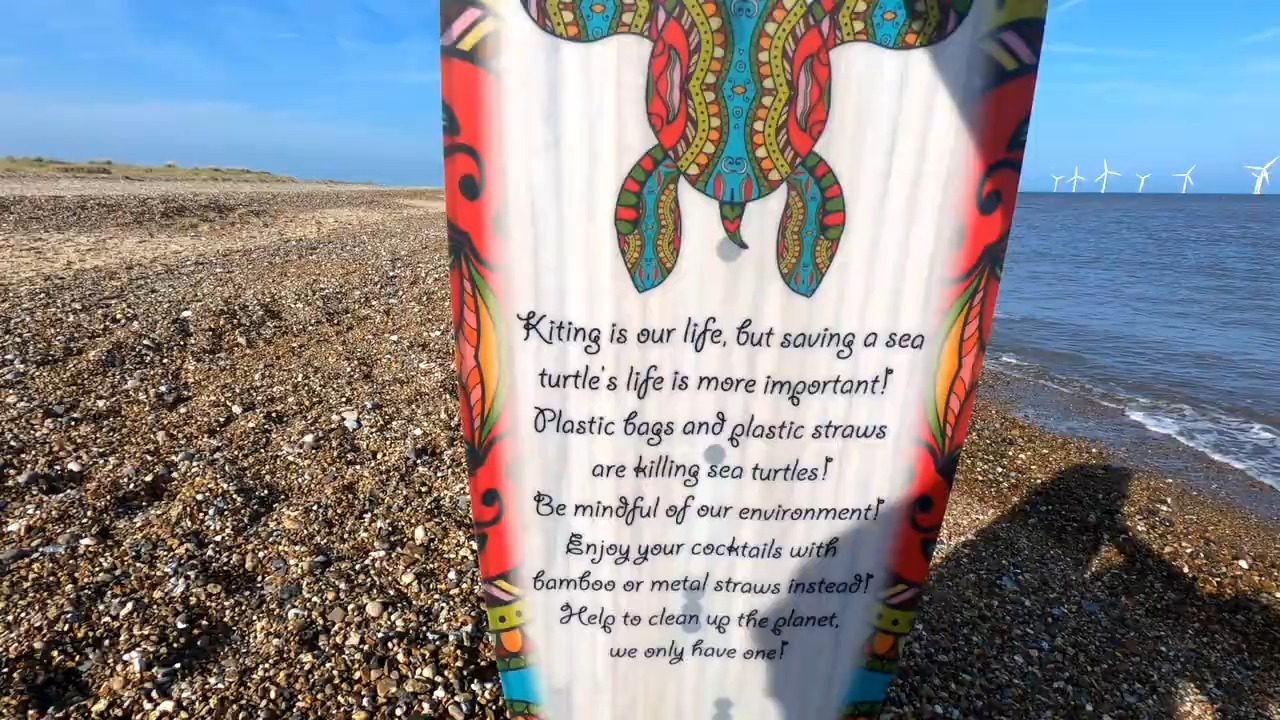 Kiting is our life, but saving a sea
turtle's life is more important!
Plastic bags and plastic straws
are killing sea turtles!
Be mindful of our environment!
Enjoy your cocktails with
bamboo or metal straws instead!
Help to clean up the planet,
we only have one!